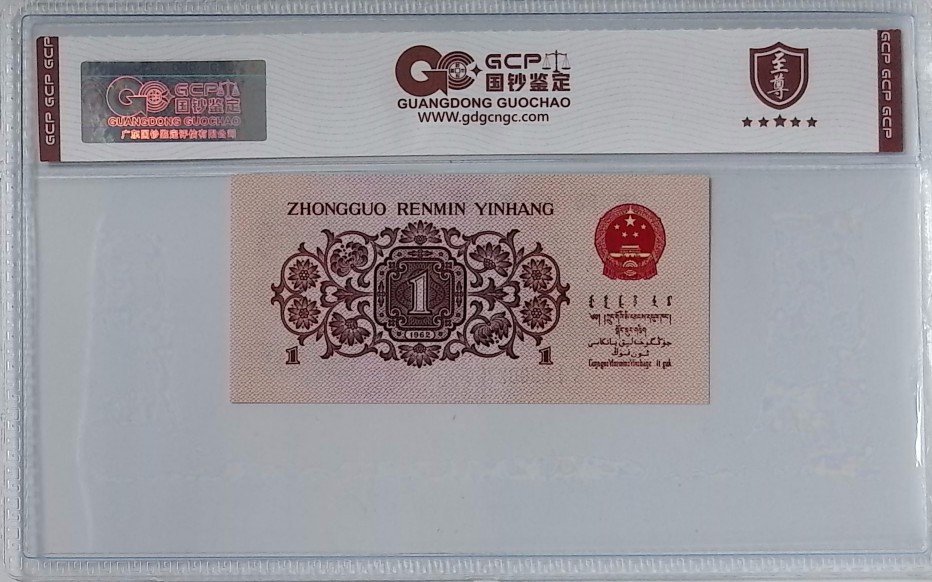 GCP GCP GCP
GCP
国钞鉴定
GUANGDONG GUOCHAO
广东国钞鉴定评估有限公司
GCP
国钞鉴定
GUANGDONG GUOCHAO
www.gdgcngc.com
至尊
GCP GCP GCP
ZHONGGUO RENMIN YINHANG
1
1962
1
1